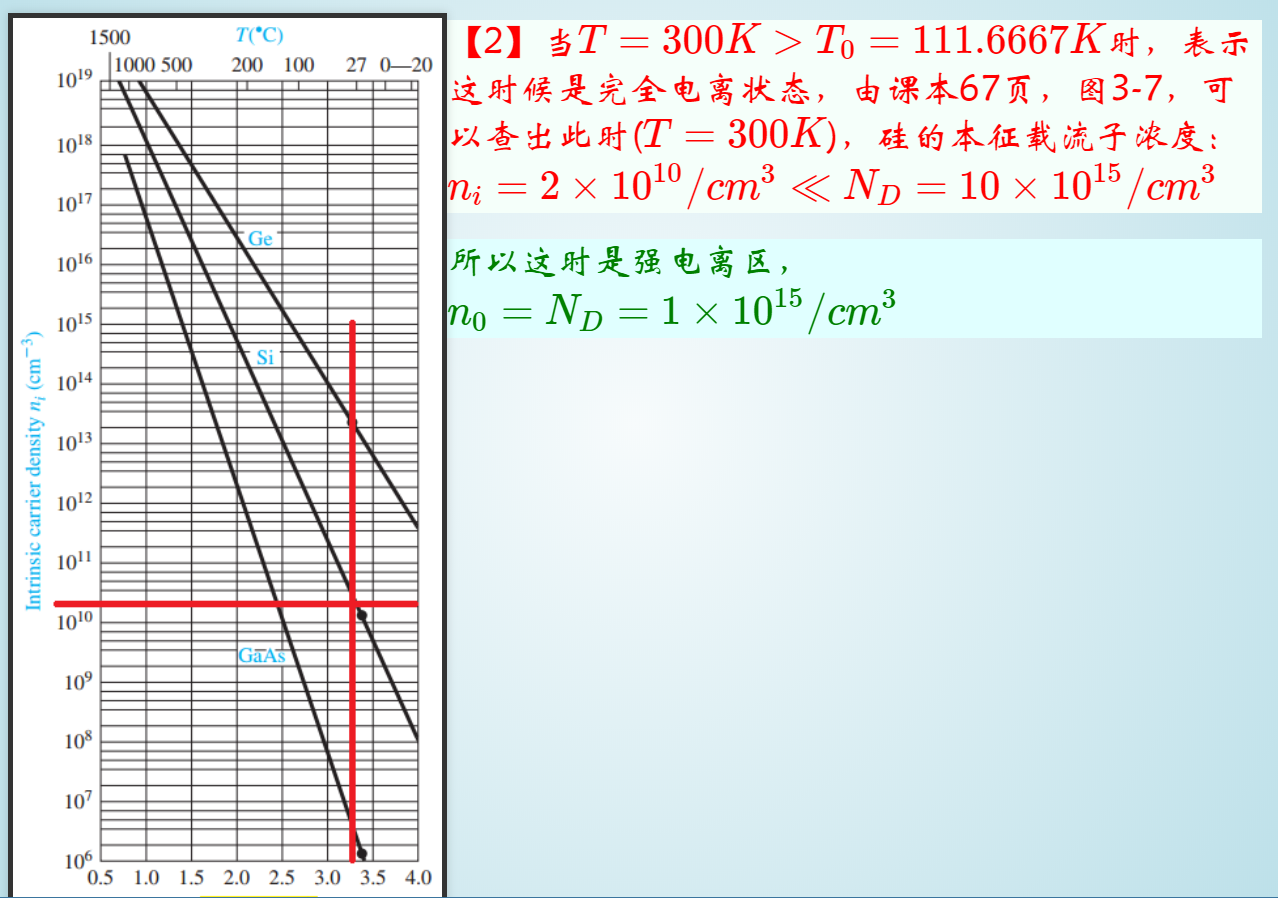 T(°C)
1500
1000 500 200 100 27 0—20
10^19
10^18
10^17
10^16
10^15
10^14
10^13
10^12
10^11
10^10
10^9
10^8
10^7
10^6
0.5 1.0 1.5 2.0 2.5 3.0 3.5 4.0
Intrinsic carrier density n_i (cm^−3)
Ge
Si
GaAs
【2】当T = 300K > T_0 = 111.6667K时，表示
这时候是完全电离状态，由课本67页，图3-7，可
以查出此时(T = 300K)，硅的本征载流子浓度：
n_i = 2 × 10^10/cm^3 ≪ N_D = 10 × 10^15/cm^3
所以这时是强电离区，
n_0 = N_D = 1 × 10^15/cm^3